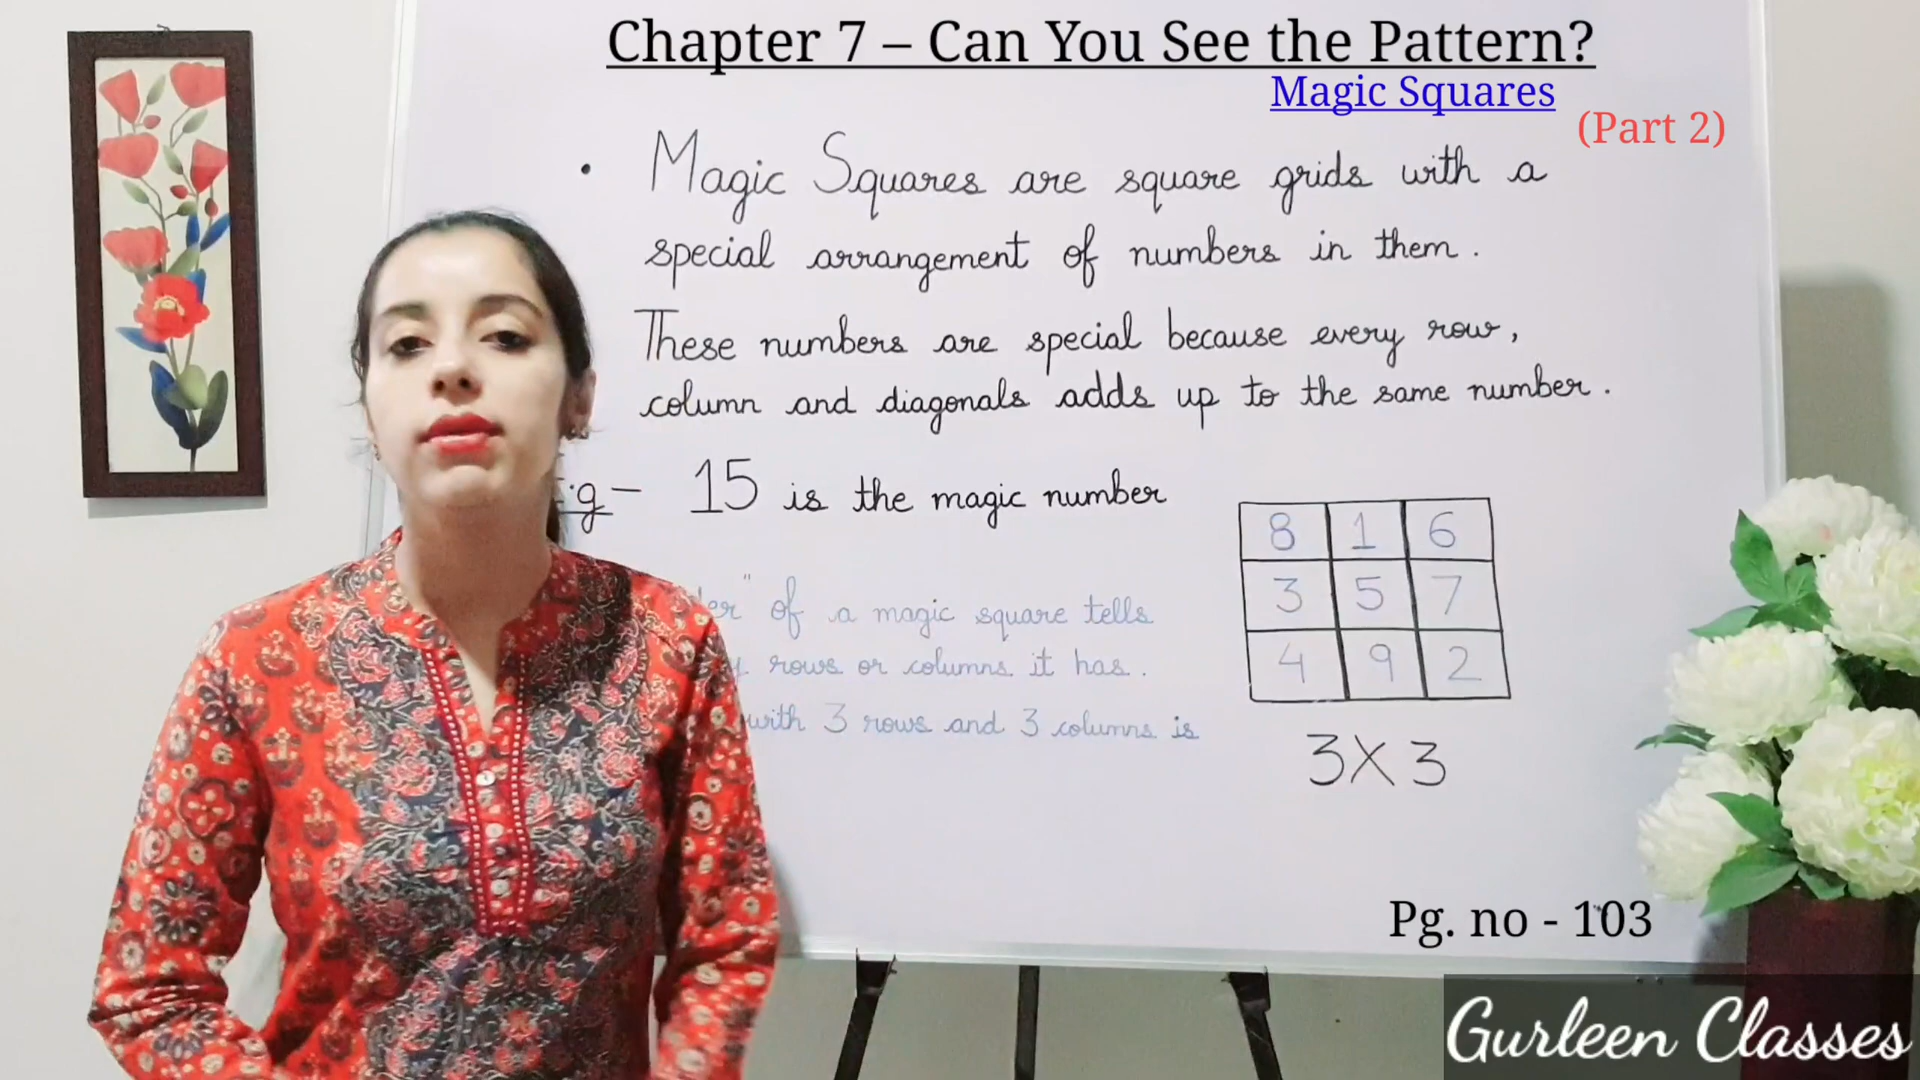 Chapter 7 – Can You See the Pattern?
Magic Squares
(Part 2)
• Magic Squares are square grids with a
special arrangement of numbers in them.
These numbers are special because every row,
column and diagonals adds up to the same number.
15 is the magic number
of a magic square tells
rows or columns it has.
with 3 rows and 3 columns is
8 1 6
3 5 7
4 9 2
3X3
Pg. no - 103
Gurleen Classes